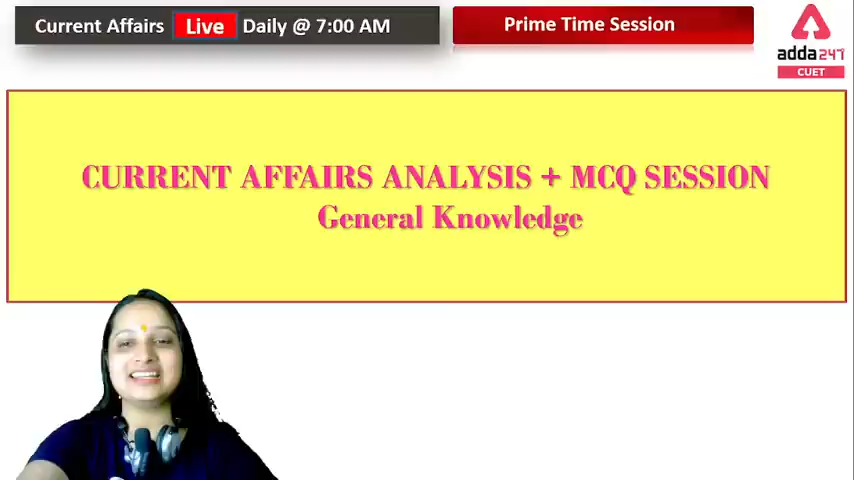 Current Affairs Live Daily @ 7:00 AM
Prime Time Session
adda247
CUET
CURRENT AFFAIRS ANALYSIS + MCQ SESSION
General Knowledge